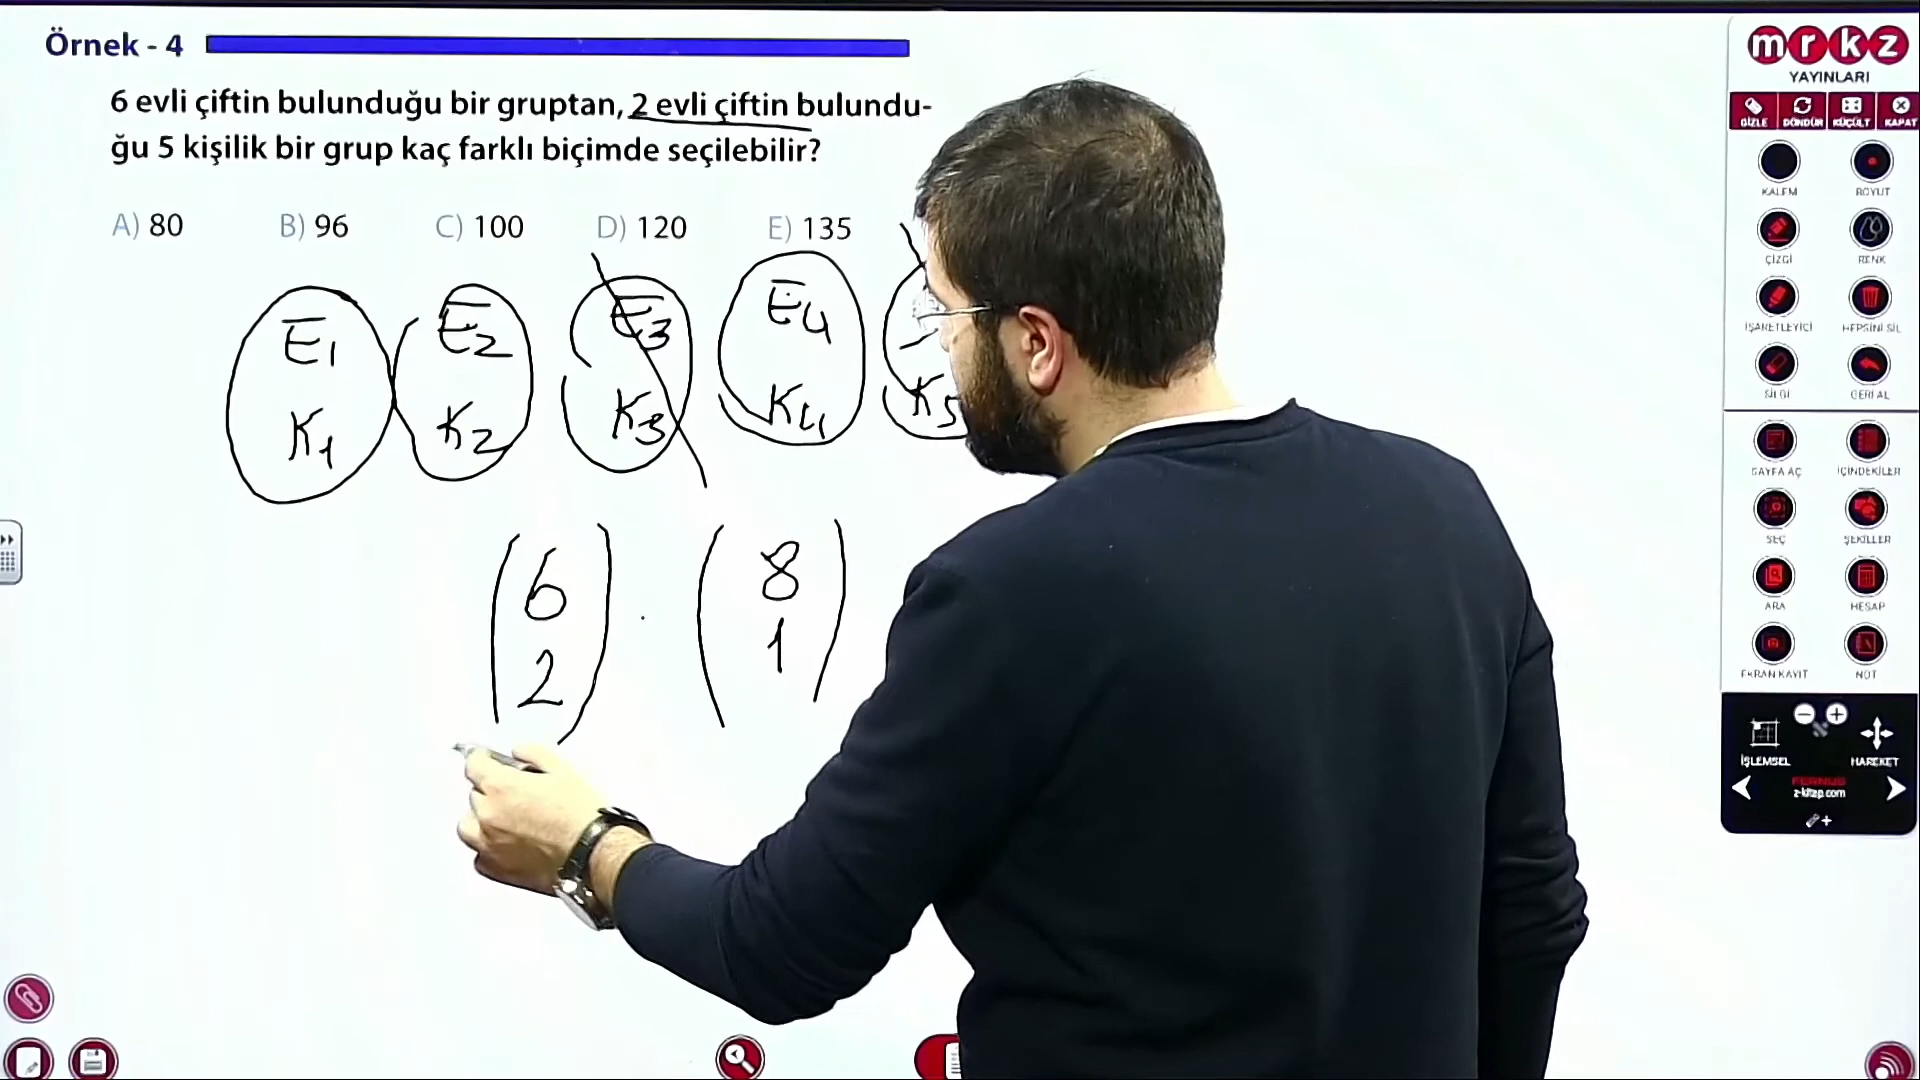 Örnek - 4
6 evli çiftin bulunduğu bir gruptan, 2 evli çiftin bulundu-
ğu 5 kişilik bir grup kaç farklı biçimde seçilebilir?
A) 80 B) 96 C) 100 D) 120 E) 135
E1 E2 E3 E4
K1 K2 K3 K4 K5
(6 2) · (8 1)
mrkz
YAYINLARI
GİZLE DÖNDÜR KÜÇÜLT KAPAT
KALEM BOYUT
ÇİZGİ RENK
İŞARETLEYİCİ HEPSİNİ SİL
SİLGİ GERİ AL
SAYFA AÇ İÇİNDEKİLER
SEÇ ŞEKİLLER
ARA HESAP
EKRAN KAYIT NOT
İŞLEMSEL HAREKET
FERNUS
z-kitap.com